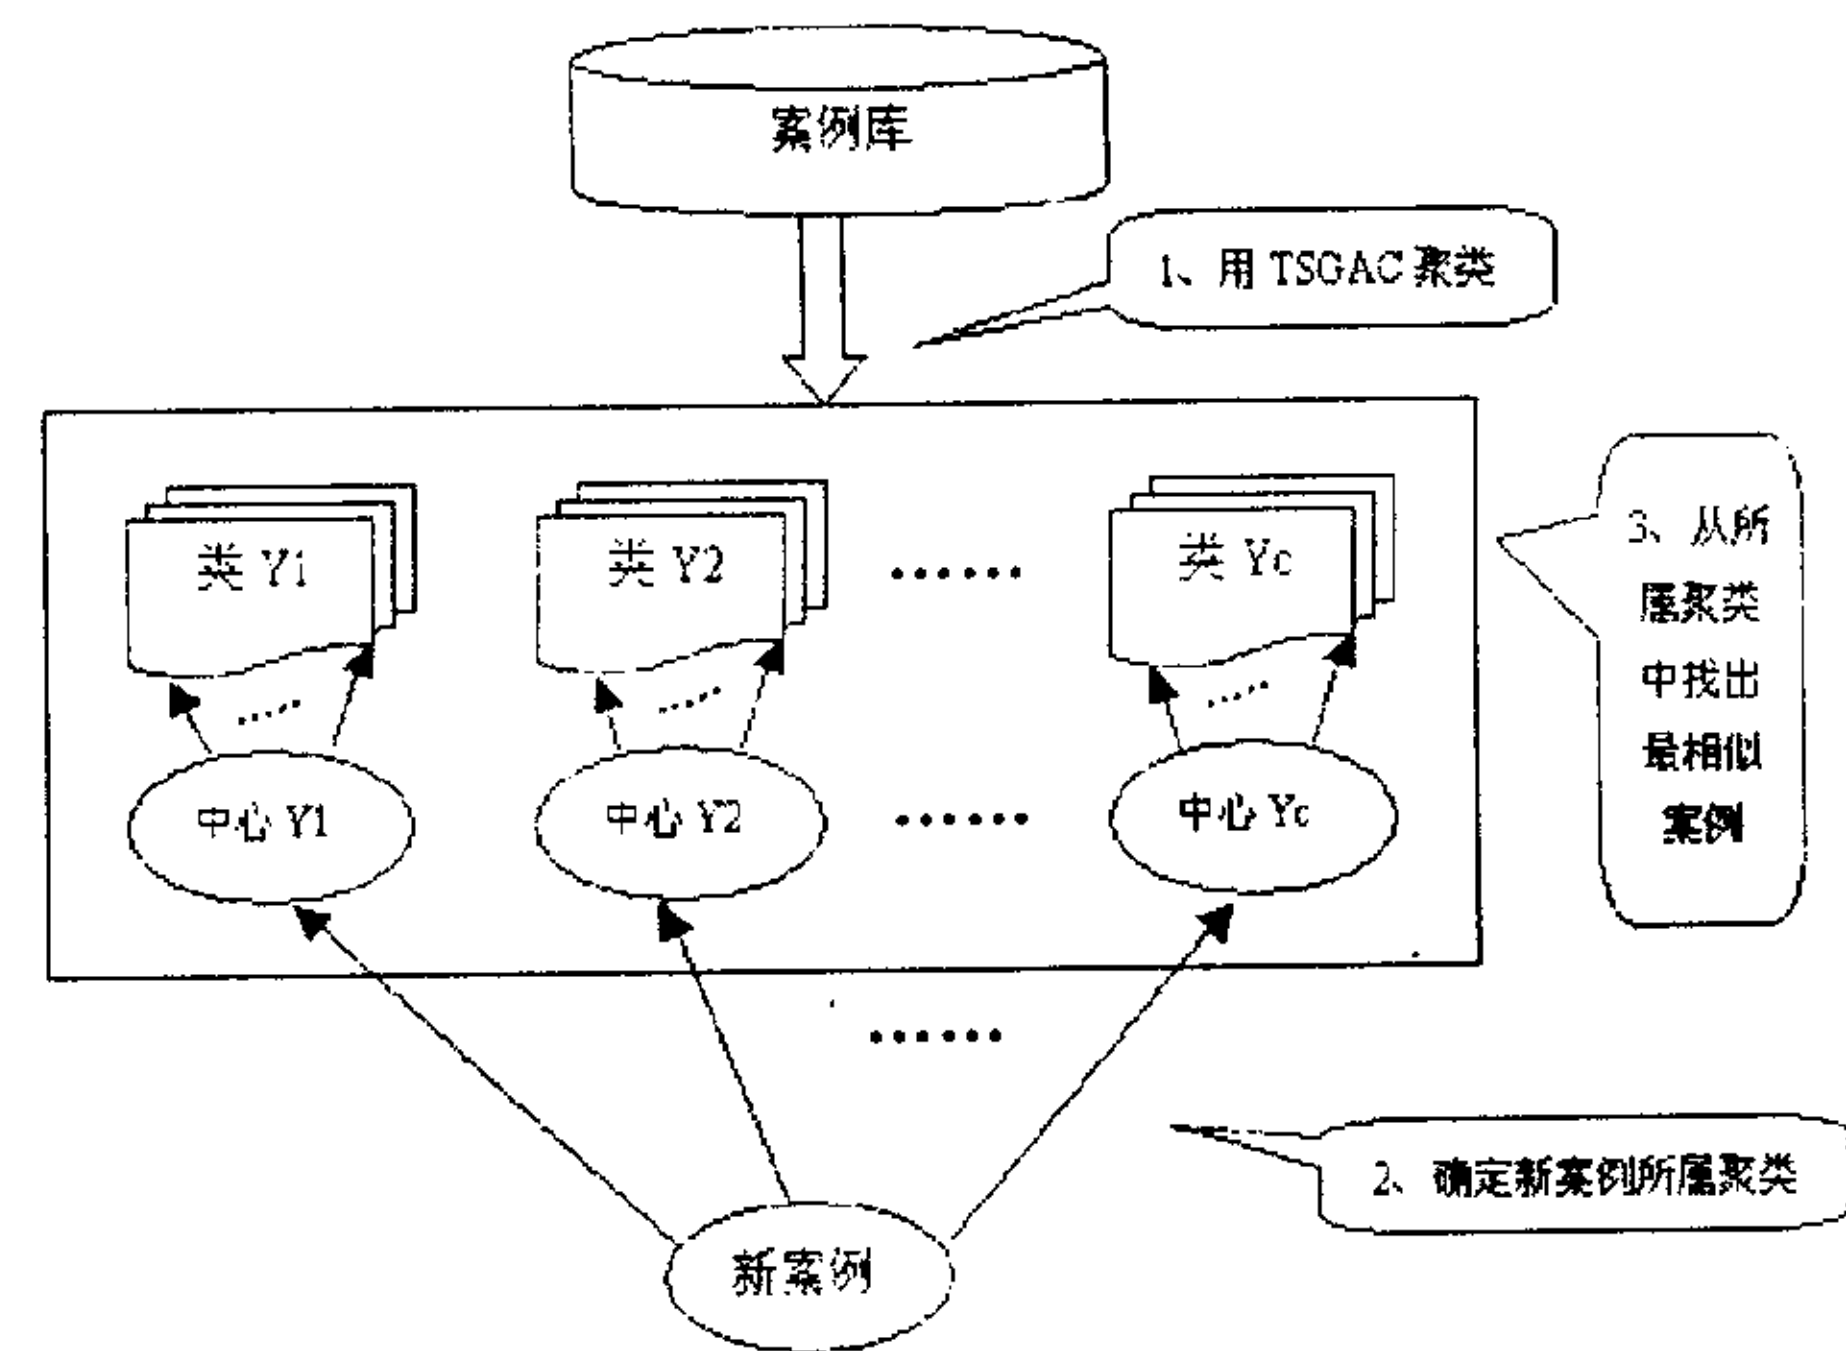 案例库
1、用 TSGAC 聚类
类 Y1
类 Y2
······
类 Yc
3、从所
属聚类
中找出
最相似
案例
中心 Y1
中心 Y2
······
中心 Yc
······
2、确定新案例所属聚类
新案例